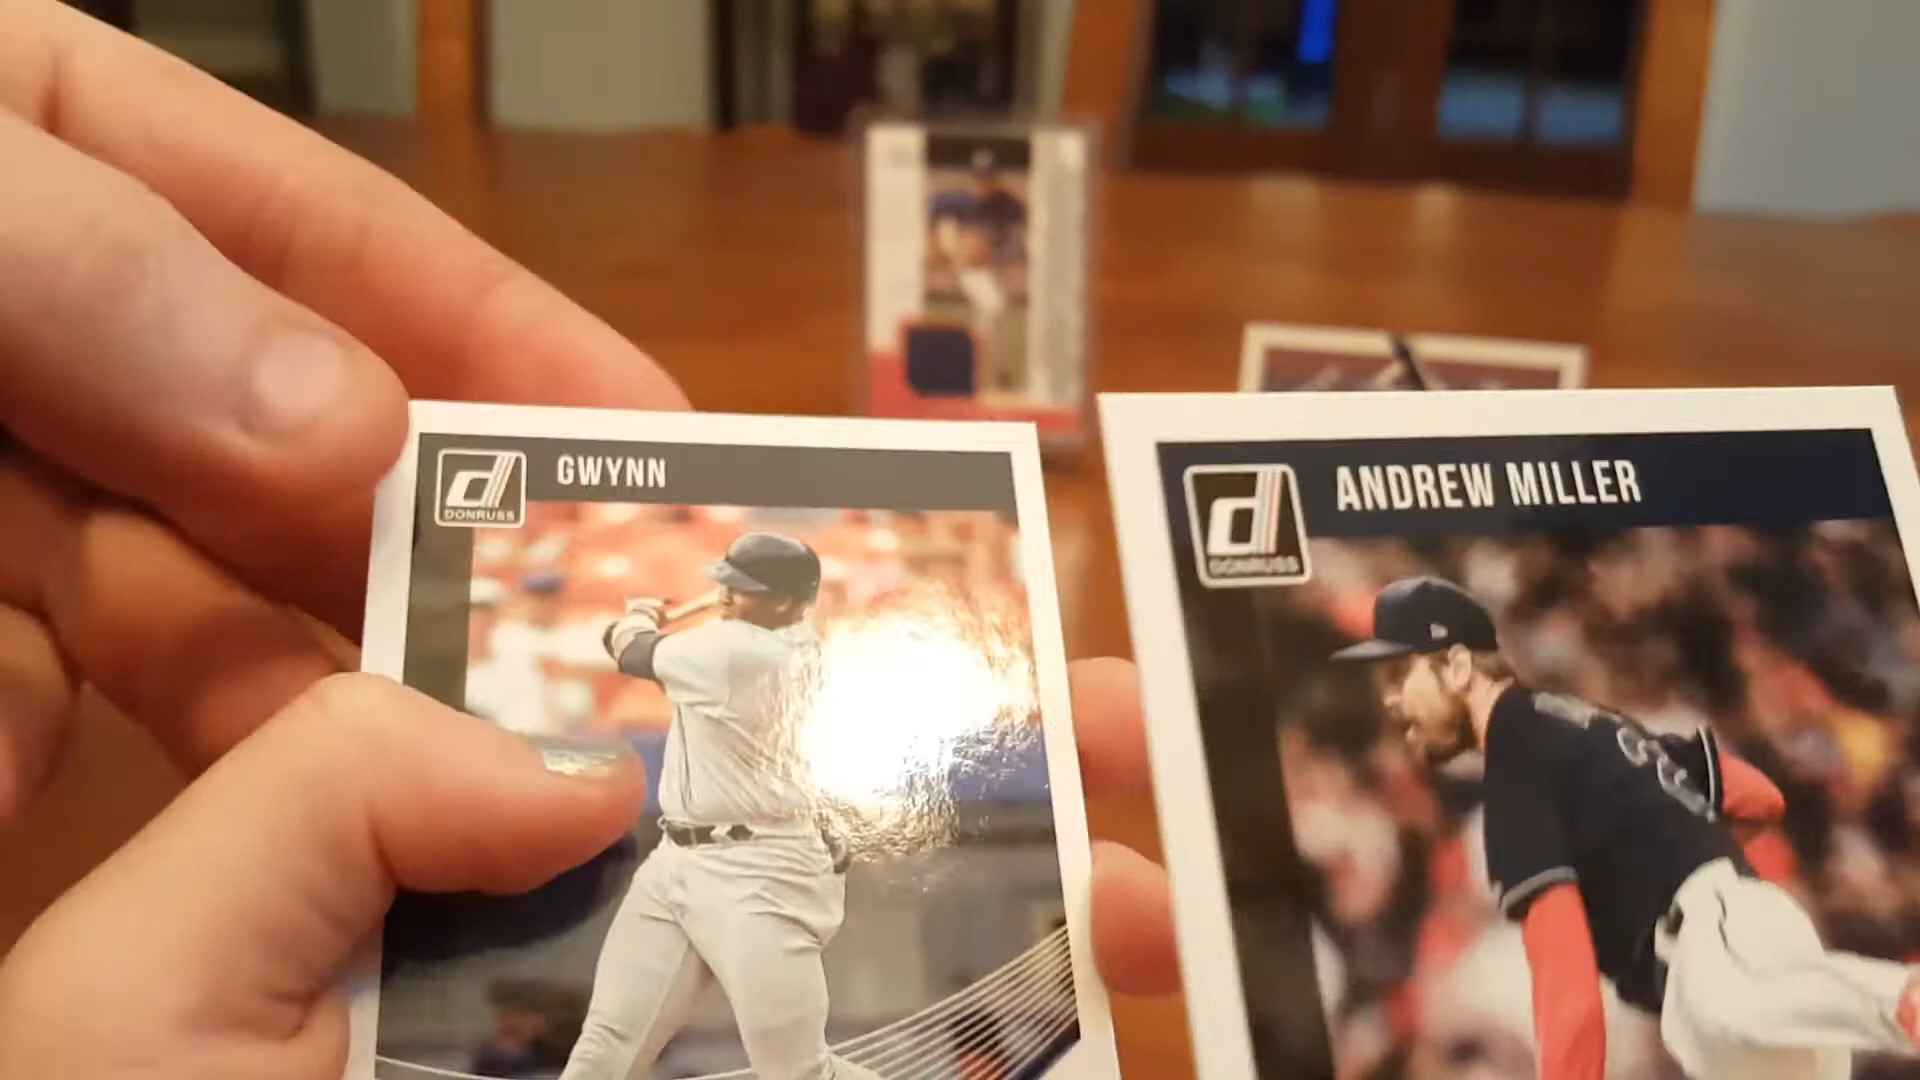 d
DONRUSS
GWYNN
d
DONRUSS
ANDREW MILLER